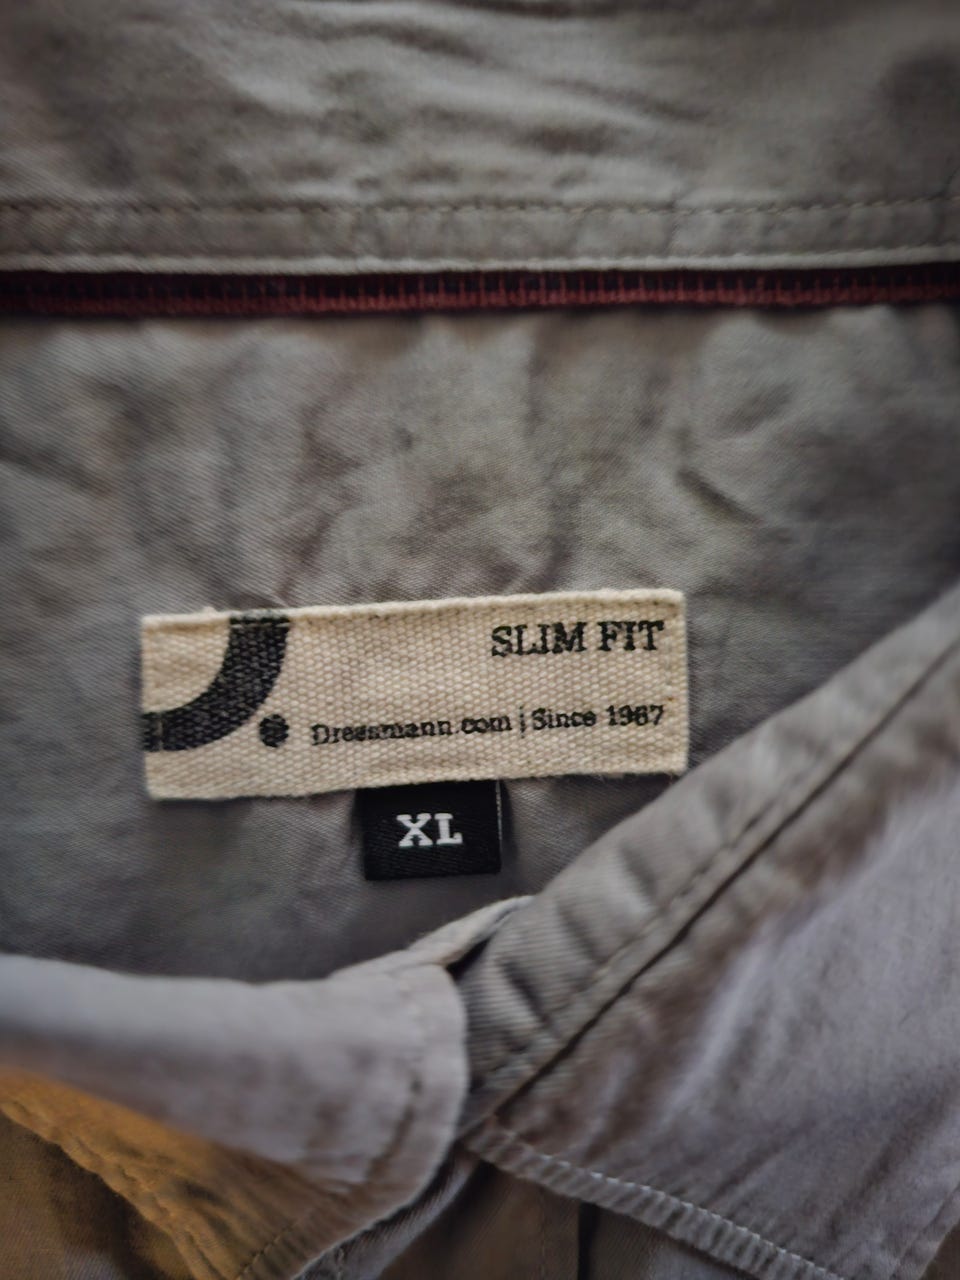 SLIM FIT
Dressmann.com | Since 1967
XL